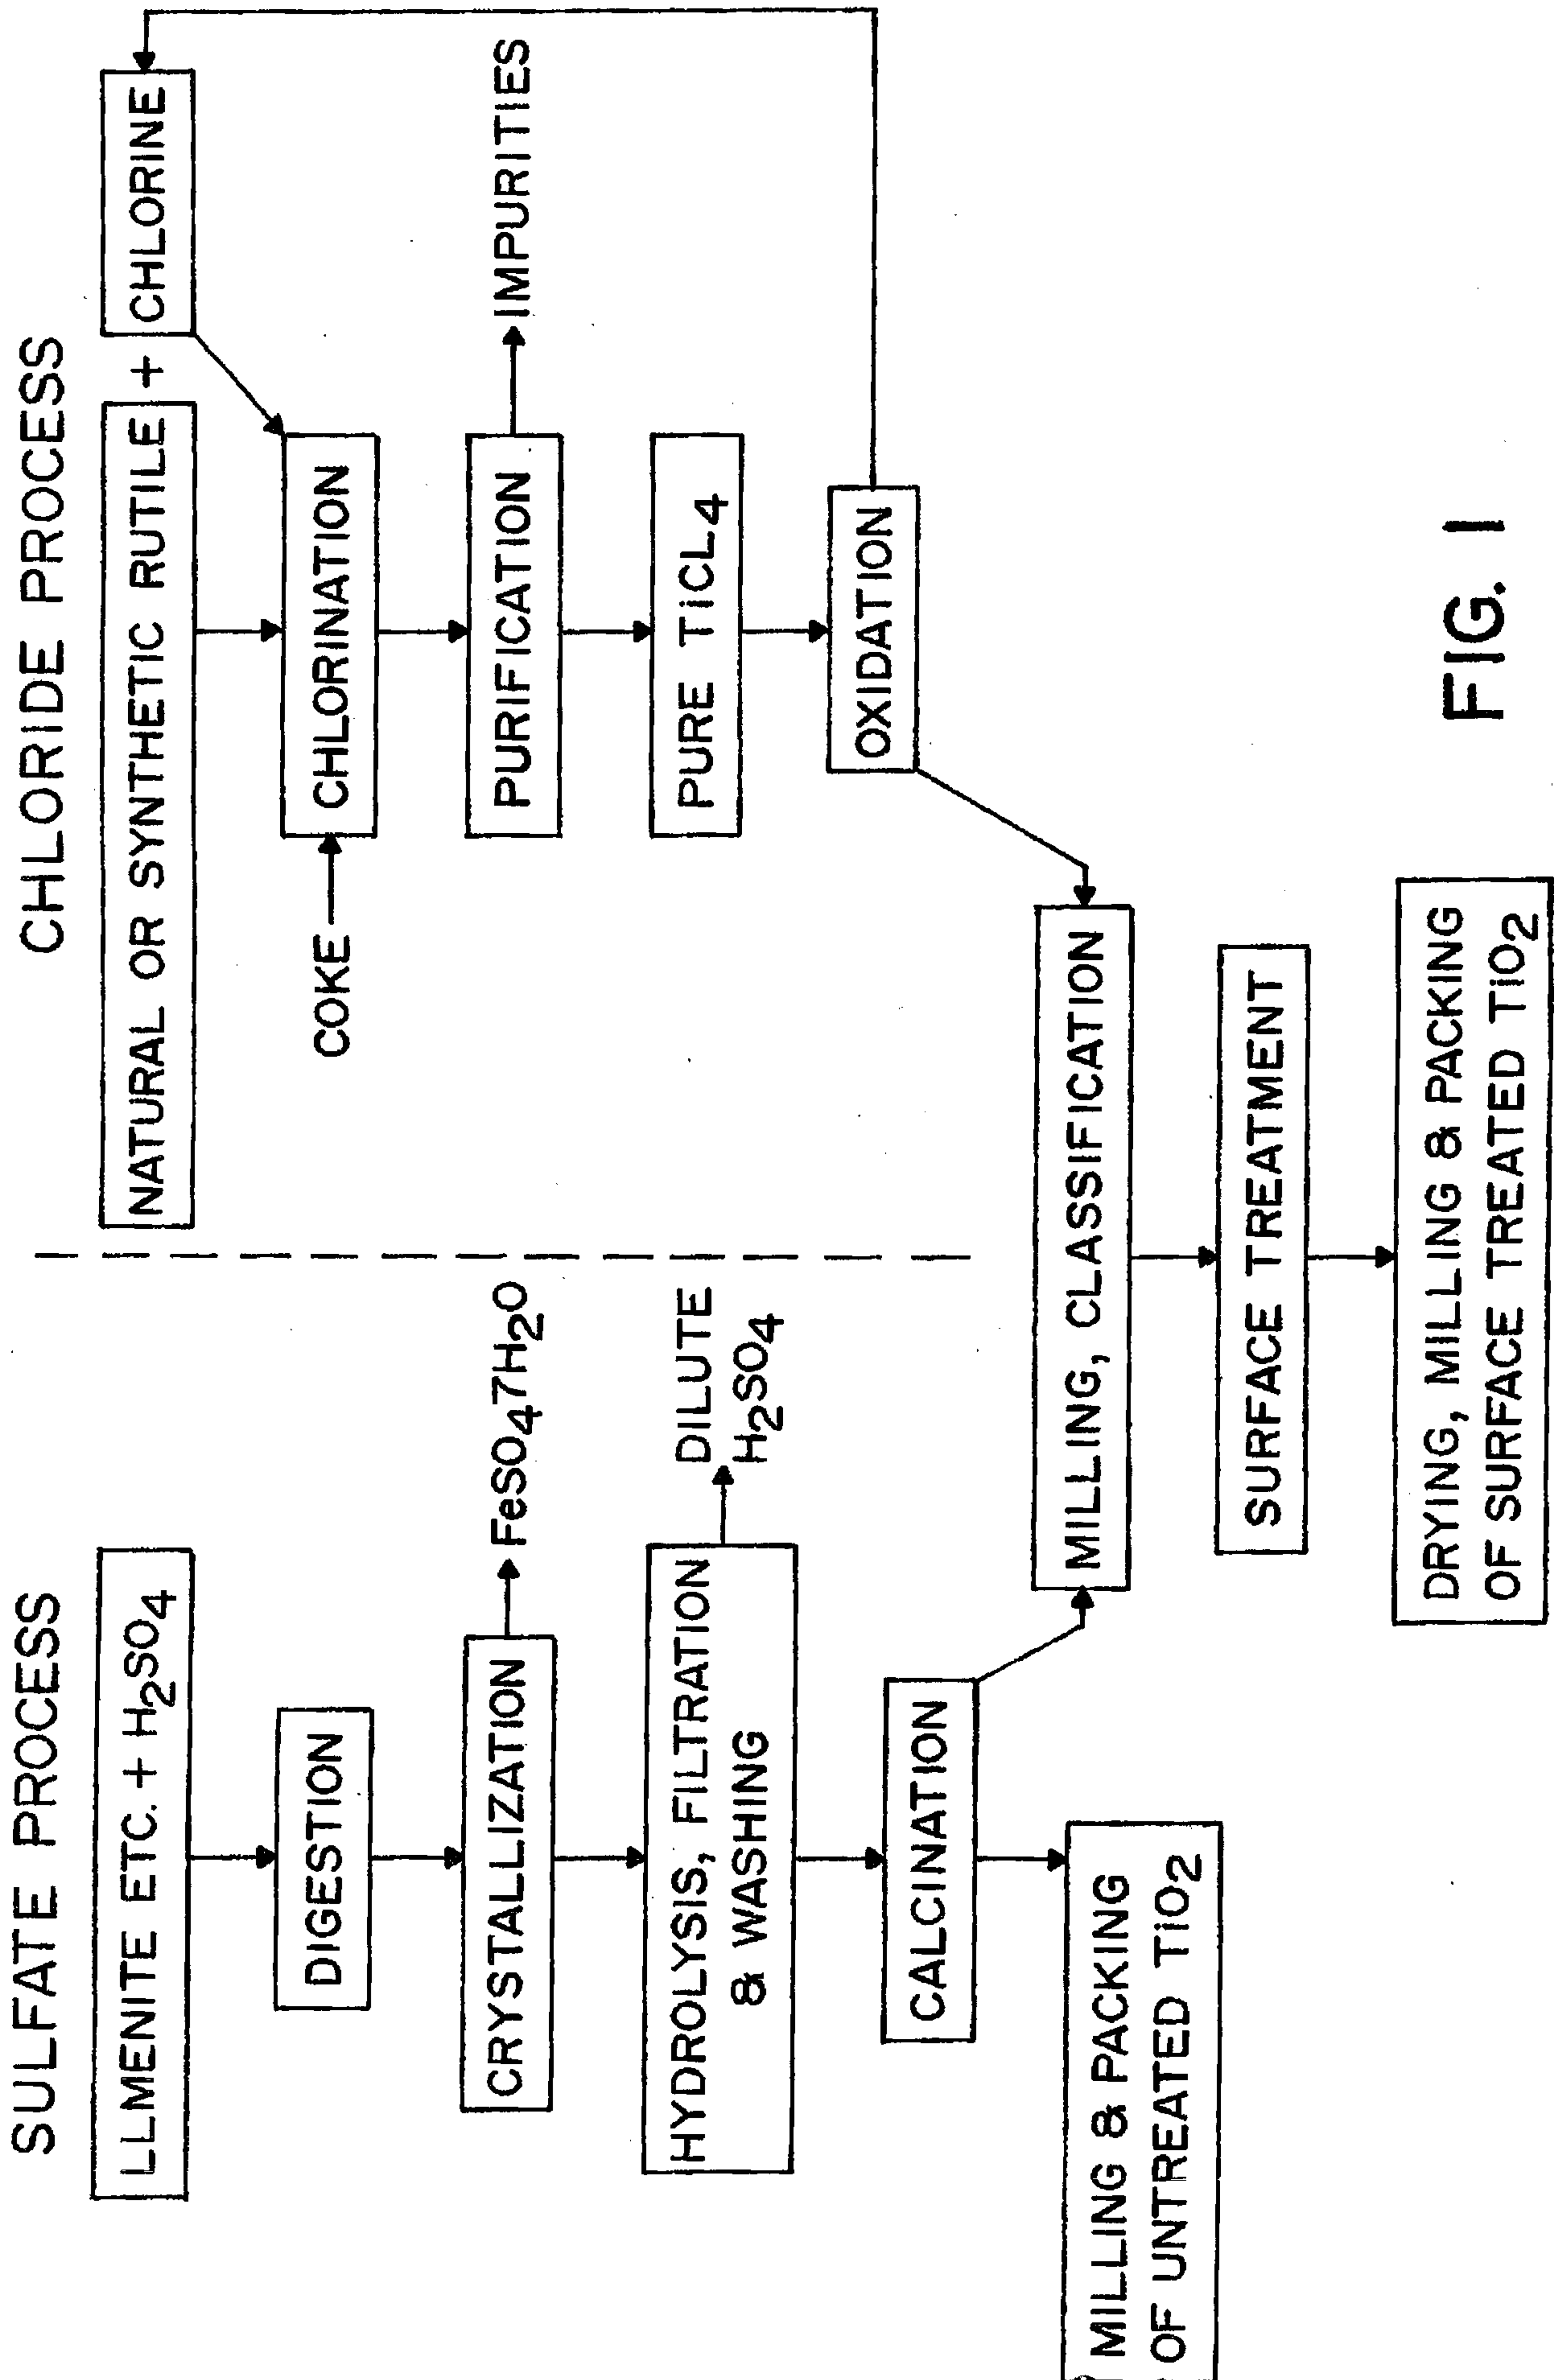 SULFATE PROCESS
LLMENITE ETC. + H₂SO₄
DIGESTION
CRYSTALLIZATION
FeSO₄7H₂O
HYDROLYSIS, FILTRATION
& WASHING
DILUTE
H₂SO₄
CALCINATION
MILLING & PACKING
OF UNTREATED TiO₂
CHLORIDE PROCESS
NATURAL OR SYNTHETIC RUTILE + CHLORINE
COKE
CHLORINATION
PURIFICATION
IMPURITIES
PURE TiCL₄
OXIDATION
MILLING, CLASSIFICATION
SURFACE TREATMENT
DRYING, MILLING & PACKING
OF SURFACE TREATED TiO₂
FIG. 1